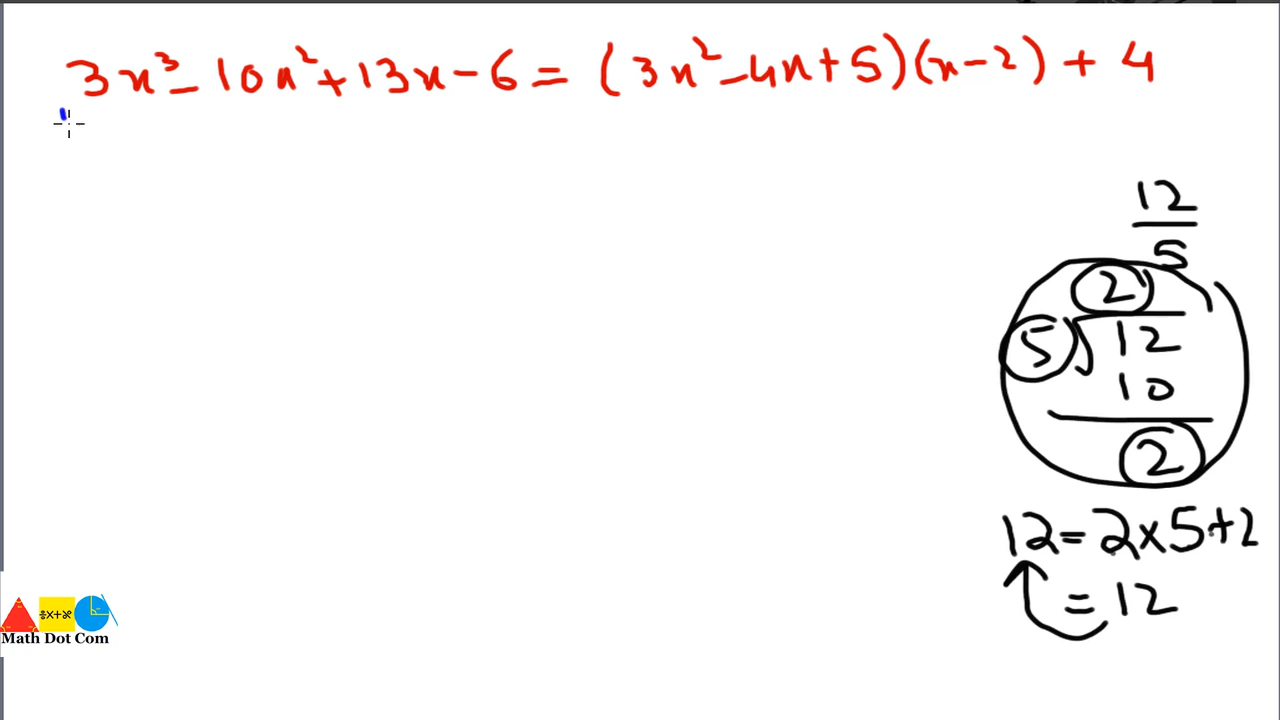 3x³ - 10x² + 13x - 6 = (3x² - 4x + 5)(x - 2) + 4
12
5
2
5) 12
10
2
12 = 2 × 5 + 2
= 12
÷X+-
Math Dot Com